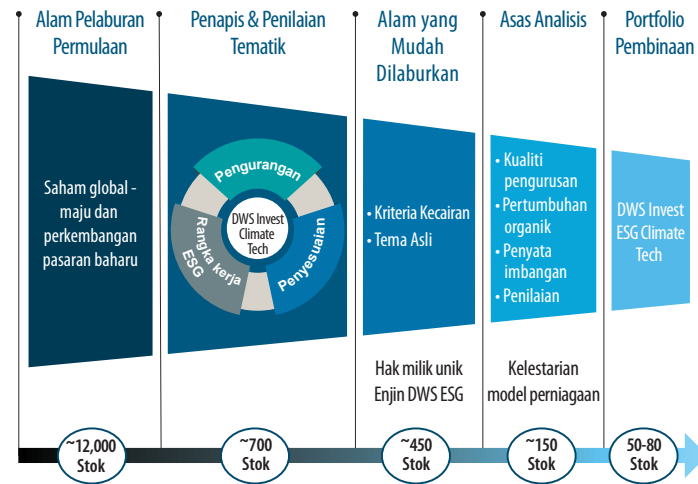 Alam Pelaburan
Permulaan
Penapis & Penilaian
Tematik
Alam yang
Mudah
Dilaburkan
Asas Analisis
Portfolio
Pembinaan
Saham global -
maju dan
perkembangan
pasaran baharu
Pengurangan
Rangka kerja
ESG
Penyesuaian
DWS Invest
Climate
Tech
• Kriteria Kecairan
• Tema Asli
• Kualiti
pengurusan
• Pertumbuhan
organik
• Penyata
imbangan
• Penilaian
DWS Invest
ESG Climate
Tech
Hak milik unik
Enjin DWS ESG
Kelestarian
model perniagaan
~12,000
Stok
~700
Stok
~450
Stok
~150
Stok
50-80
Stok